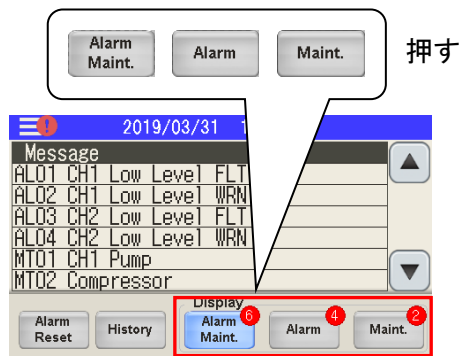 Alarm
Maint.
Alarm
Maint.
押す
2019/03/31
Message
AL01 CH1 Low Level FLT
AL02 CH1 Low Level WRN
AL03 CH2 Low Level FLT
AL04 CH2 Low Level WRN
MT01 CH1 Pump
MT02 Compressor
Display
Alarm
Reset
History
Alarm
Maint.
6
Alarm
4
Maint.
2